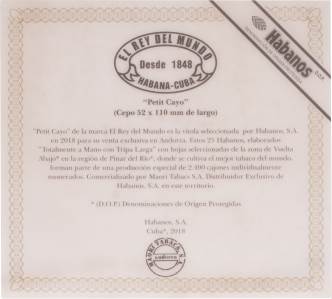 Habanos
EL REY DEL MUNDO
Desde 1848
HABANA-CUBA
"Petit Cayo"
(Cepo 52 x 110 mm de largo)
"Petit Cayo" de la marca El Rey del Mundo es la vitola seleccionada por Habanos, S.A.
en 2018 para su venta exclusiva en Andorra. Estos 25 Habanos, elaborados
"Totalmente a Mano con Tripa Larga" con hojas seleccionadas de la zona de Vuelta
Abajo* en la región de Pinar del Río*, donde se cultiva el mejor tabaco del mundo,
forman parte de una producción especial de 2.400 cajones individualmente
numerados. Comercializado por Maori Tabacs S.A. Distribuidor Exclusivo de
Habanos, S.A. en este territorio.
* (D.O.P.) Denominaciones de Origen Protegidas
Habanos, S.A.
Cuba*, 2018
MAORI TABACS, S.A.
ANDORRA